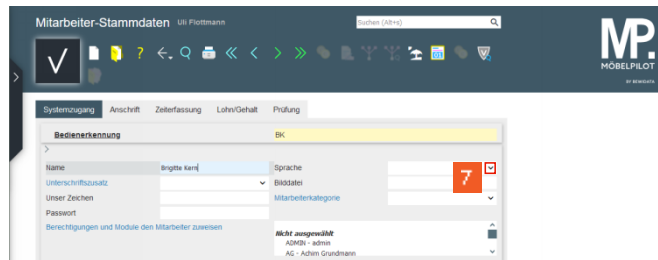 Mitarbeiter-Stammdaten Uli Flottmann
Suchen (Alt+s)
MP.
MÖBELPILOT
BY BEWIDATA
Systemzugang Anschrift Zeiterfassung Lohn/Gehalt Prüfung
Bedienerkennung BK
Name Brigitte Kern Sprache
7
Unterschriftszusatz Bilddatei
Unser Zeichen Mitarbeiterkategorie
Passwort
Berechtigungen und Module den Mitarbeiter zuweisen
Nicht ausgewählt
ADMIN - admin
AG - Achim Grundmann